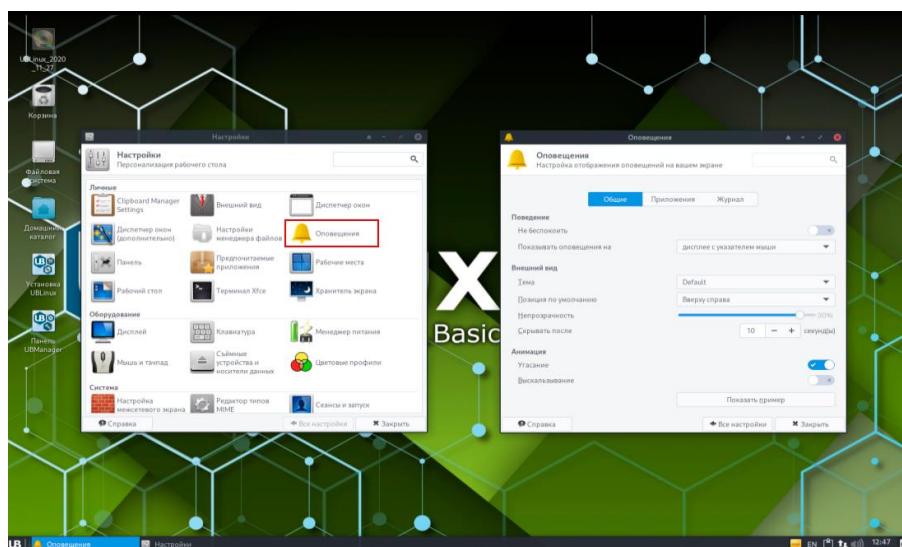 UBLinux_2020
_11_27
Корзина
Файловая
система
Домашний
каталог
Установка
UBLinux
Панель
UBManager
Настройки
Настройки
Персонализация рабочего стола
Личные
Clipboard Manager
Settings
Внешний вид
Диспетчер окон
Диспетчер окон
(дополнительно)
Настройки
менеджера файлов
Оповещения
Панель
Предпочитаемые
приложения
Рабочие места
Рабочий стол
Терминал Xfce
Хранитель экрана
Оборудование
Дисплей
Клавиатура
Менеджер питания
Мышь и тачпад
Съёмные
устройства и
носители данных
Цветовые профили
Система
Настройка
межсетевого экрана
Редактор типов
MIME
Сеансы и запуск
Справка
Все настройки
Закрыть
X
Basic
Оповещения
Оповещения
Настройка отображения оповещений на вашем экране
Общие Приложения Журнал
Поведение
Не беспокоить
Показывать оповещения на дисплее с указателем мыши
Внешний вид
Тема Default
Позиция по умолчанию Вверху справа
Непрозрачность 90%
Скрывать после 10 − + секунд(ы)
Анимация
Угасание
Выскальзывание
Показать пример
Справка
Все настройки
Закрыть
UB Оповещения Настройки EN 12:47